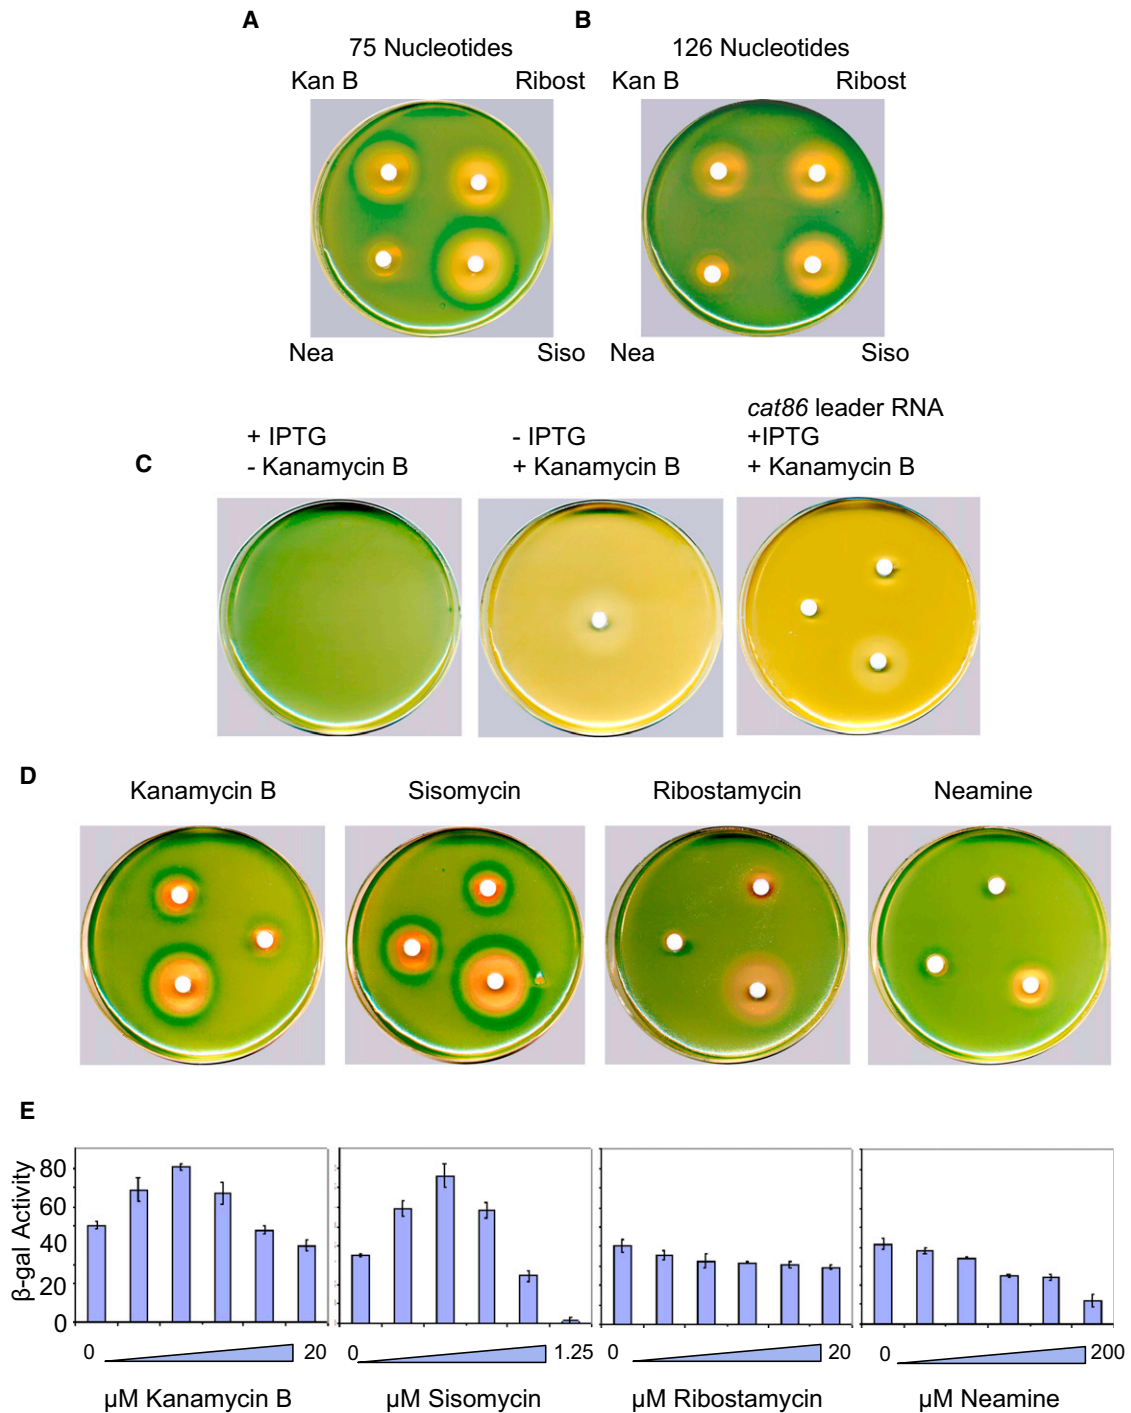 A
B
75 Nucleotides
126 Nucleotides
Kan B
Ribost
Kan B
Ribost
Nea
Siso
Nea
Siso
C
+ IPTG
- Kanamycin B
- IPTG
+ Kanamycin B
cat86 leader RNA
+IPTG
+ Kanamycin B
D
Kanamycin B
Sisomycin
Ribostamycin
Neamine
E
β-gal Activity
80
60
40
20
0
0
20
0
1.25
0
20
0
200
μM Kanamycin B
μM Sisomycin
μM Ribostamycin
μM Neamine